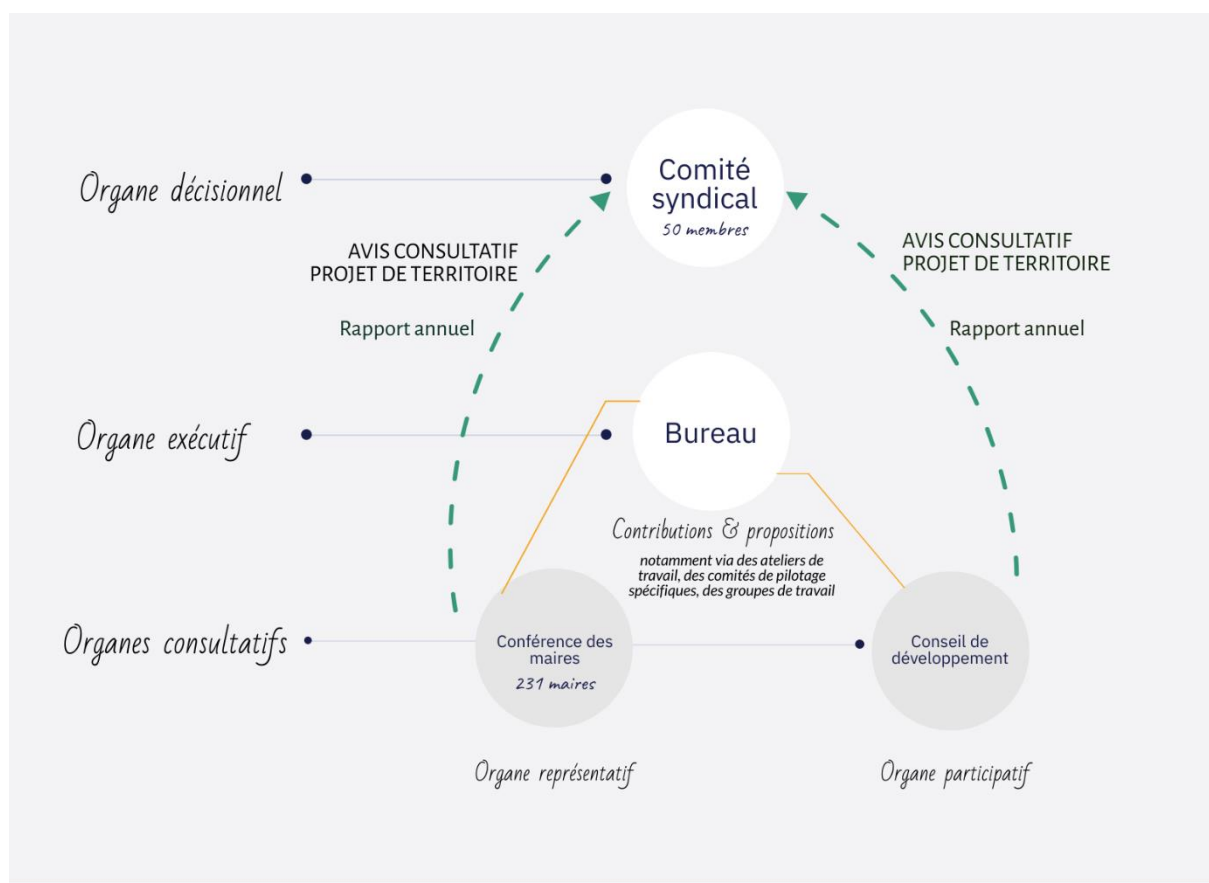 Comité
syndical
50 membres
Organe décisionnel
AVIS CONSULTATIF
PROJET DE TERRITOIRE
Rapport annuel
AVIS CONSULTATIF
PROJET DE TERRITOIRE
Rapport annuel
Organe exécutif
Bureau
Contributions & propositions
notamment via des ateliers de
travail, des comités de pilotage
spécifiques, des groupes de travail
Organes consultatifs
Conférence des
maires
231 maires
Conseil de
développement
Organe représentatif
Organe participatif